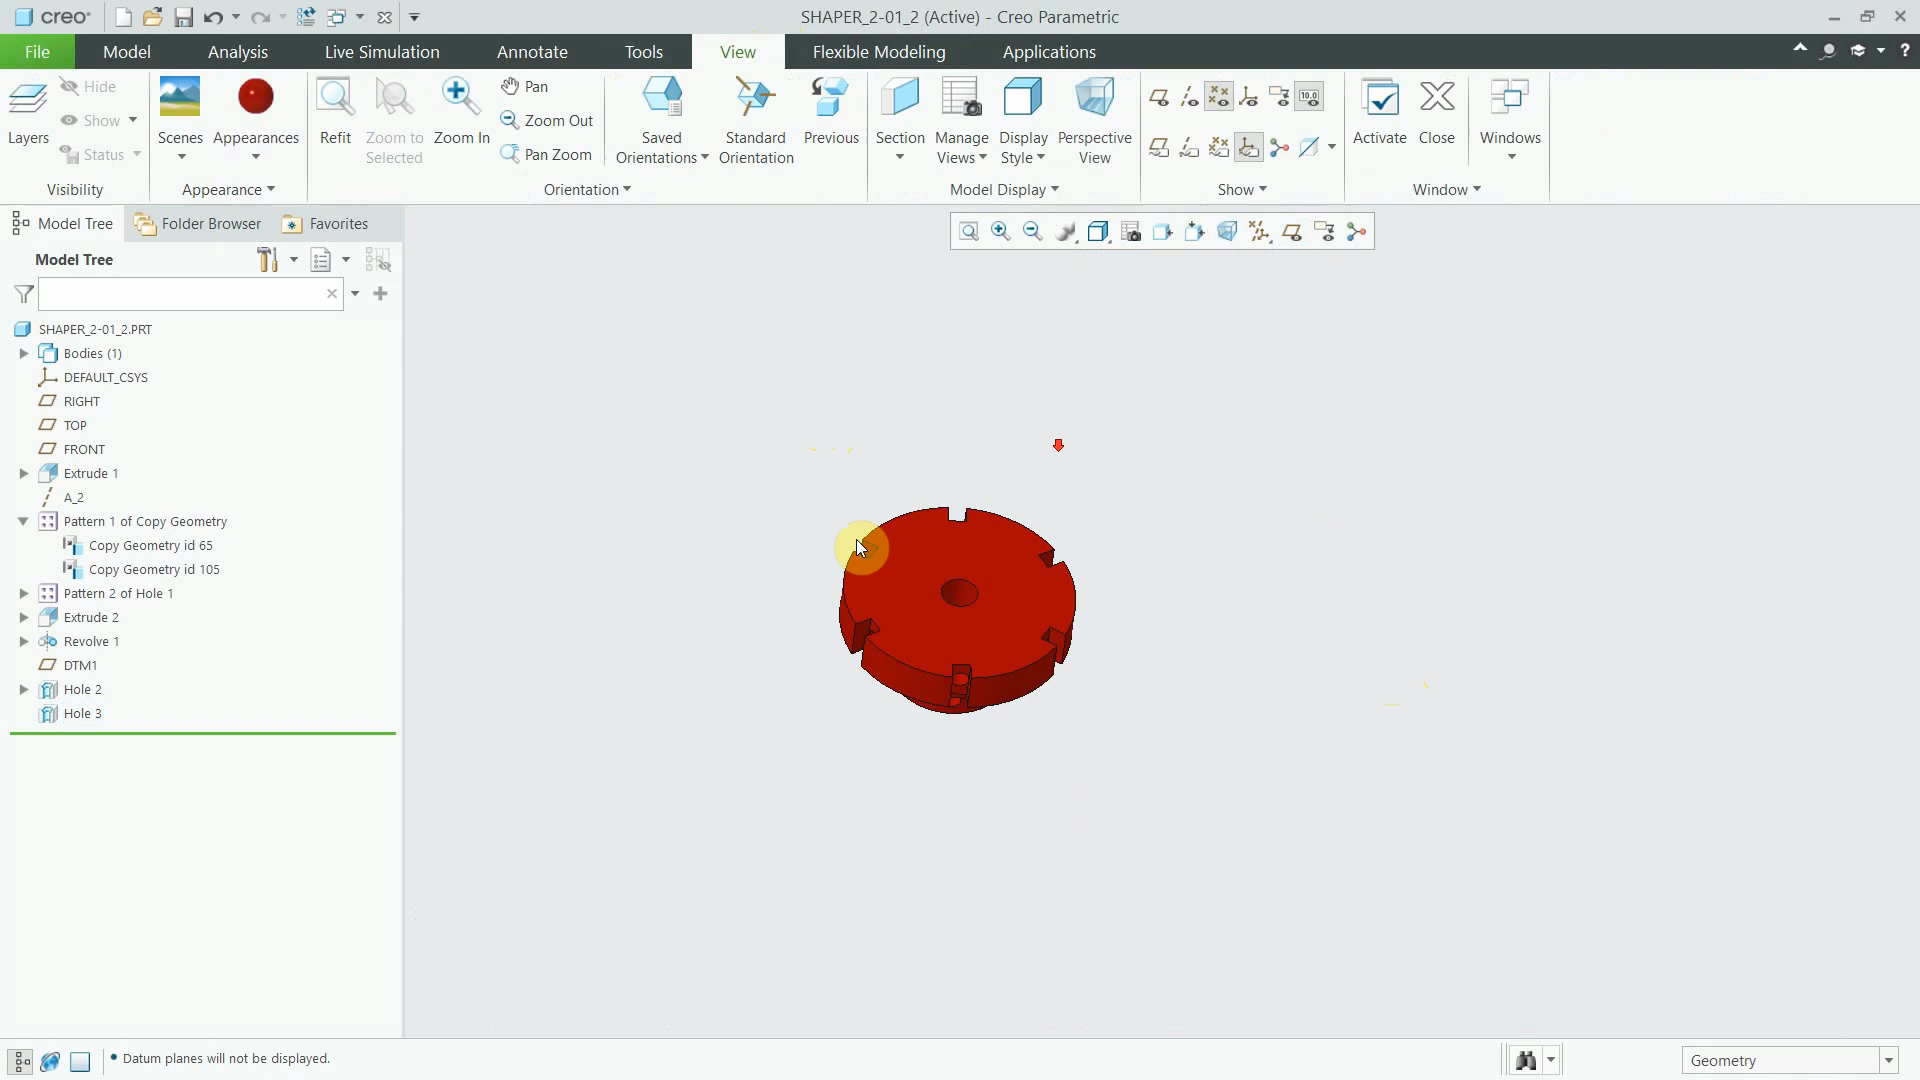 creo
SHAPER_2-01_2 (Active) - Creo Parametric
File Model Analysis Live Simulation Annotate Tools View Flexible Modeling Applications
Layers
Hide
Show
Status
Visibility
Scenes
Appearances
Appearance
Refit
Zoom to
Selected
Zoom In
Pan
Zoom Out
Pan Zoom
Saved
Orientations
Standard
Orientation
Previous
Orientation
Section
Manage
Views
Display
Style
Perspective
View
Model Display
10.0
Show
Activate
Close
Windows
Window
Model Tree Folder Browser Favorites
Model Tree
SHAPER_2-01_2.PRT
Bodies (1)
DEFAULT_CSYS
RIGHT
TOP
FRONT
Extrude 1
A_2
Pattern 1 of Copy Geometry
Copy Geometry id 65
Copy Geometry id 105
Pattern 2 of Hole 1
Extrude 2
Revolve 1
DTM1
Hole 2
Hole 3
• Datum planes will not be displayed.
Geometry